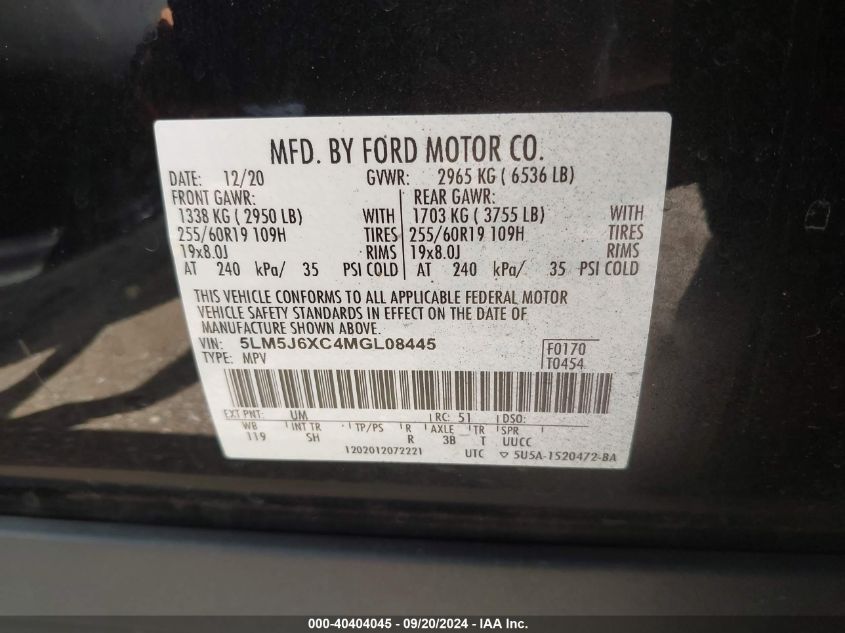 MFD. BY FORD MOTOR CO.
DATE: 12/20 GVWR: 2965 KG ( 6536 LB)
FRONT GAWR: REAR GAWR:
1338 KG ( 2950 LB) WITH 1703 KG ( 3755 LB) WITH
255/60R19 109H TIRES 255/60R19 109H TIRES
19x8.0J RIMS 19x8.0J RIMS
AT 240 kPa/ 35 PSI COLD AT 240 kPa/ 35 PSI COLD
THIS VEHICLE CONFORMS TO ALL APPLICABLE FEDERAL MOTOR
VEHICLE SAFETY STANDARDS IN EFFECT ON THE DATE OF
MANUFACTURE SHOWN ABOVE.
VIN: 5LM5J6XC4MGL08445 F0170
TYPE: MPV T0454
EXT PNT: UM RC: 51 DSO:
WB INT TR TP/PS R AXLE TR SPR
119 SH R 3B T UUCC
1202012072221 UTC ▽ 5U5A-1520472-BA
000-40404045 - 09/20/2024 - IAA Inc.